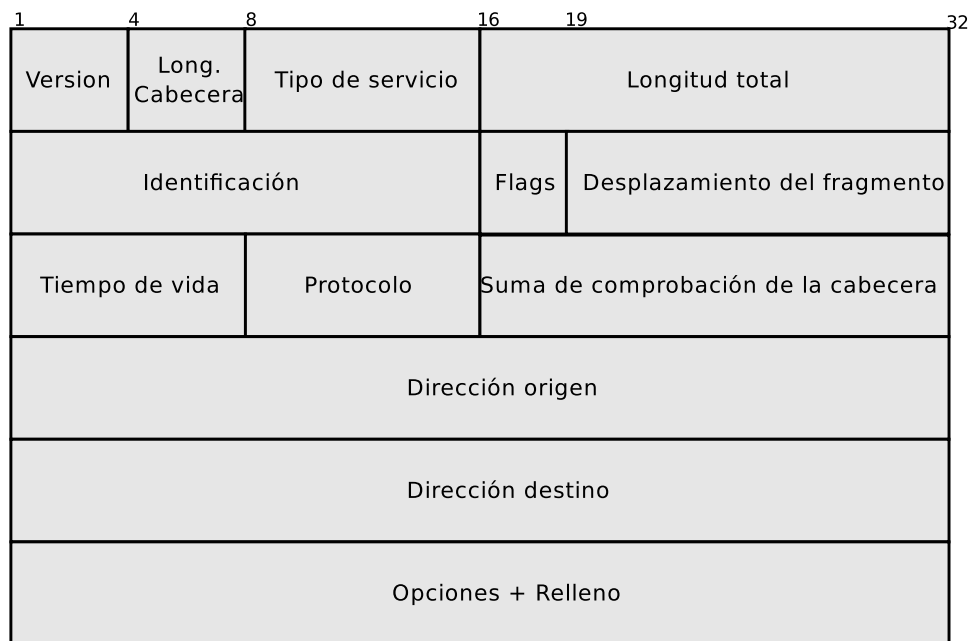 1 4 8 16 19 32
Version
Long.
Cabecera
Tipo de servicio
Longitud total
Identificación
Flags
Desplazamiento del fragmento
Tiempo de vida
Protocolo
Suma de comprobación de la cabecera
Dirección origen
Dirección destino
Opciones + Relleno